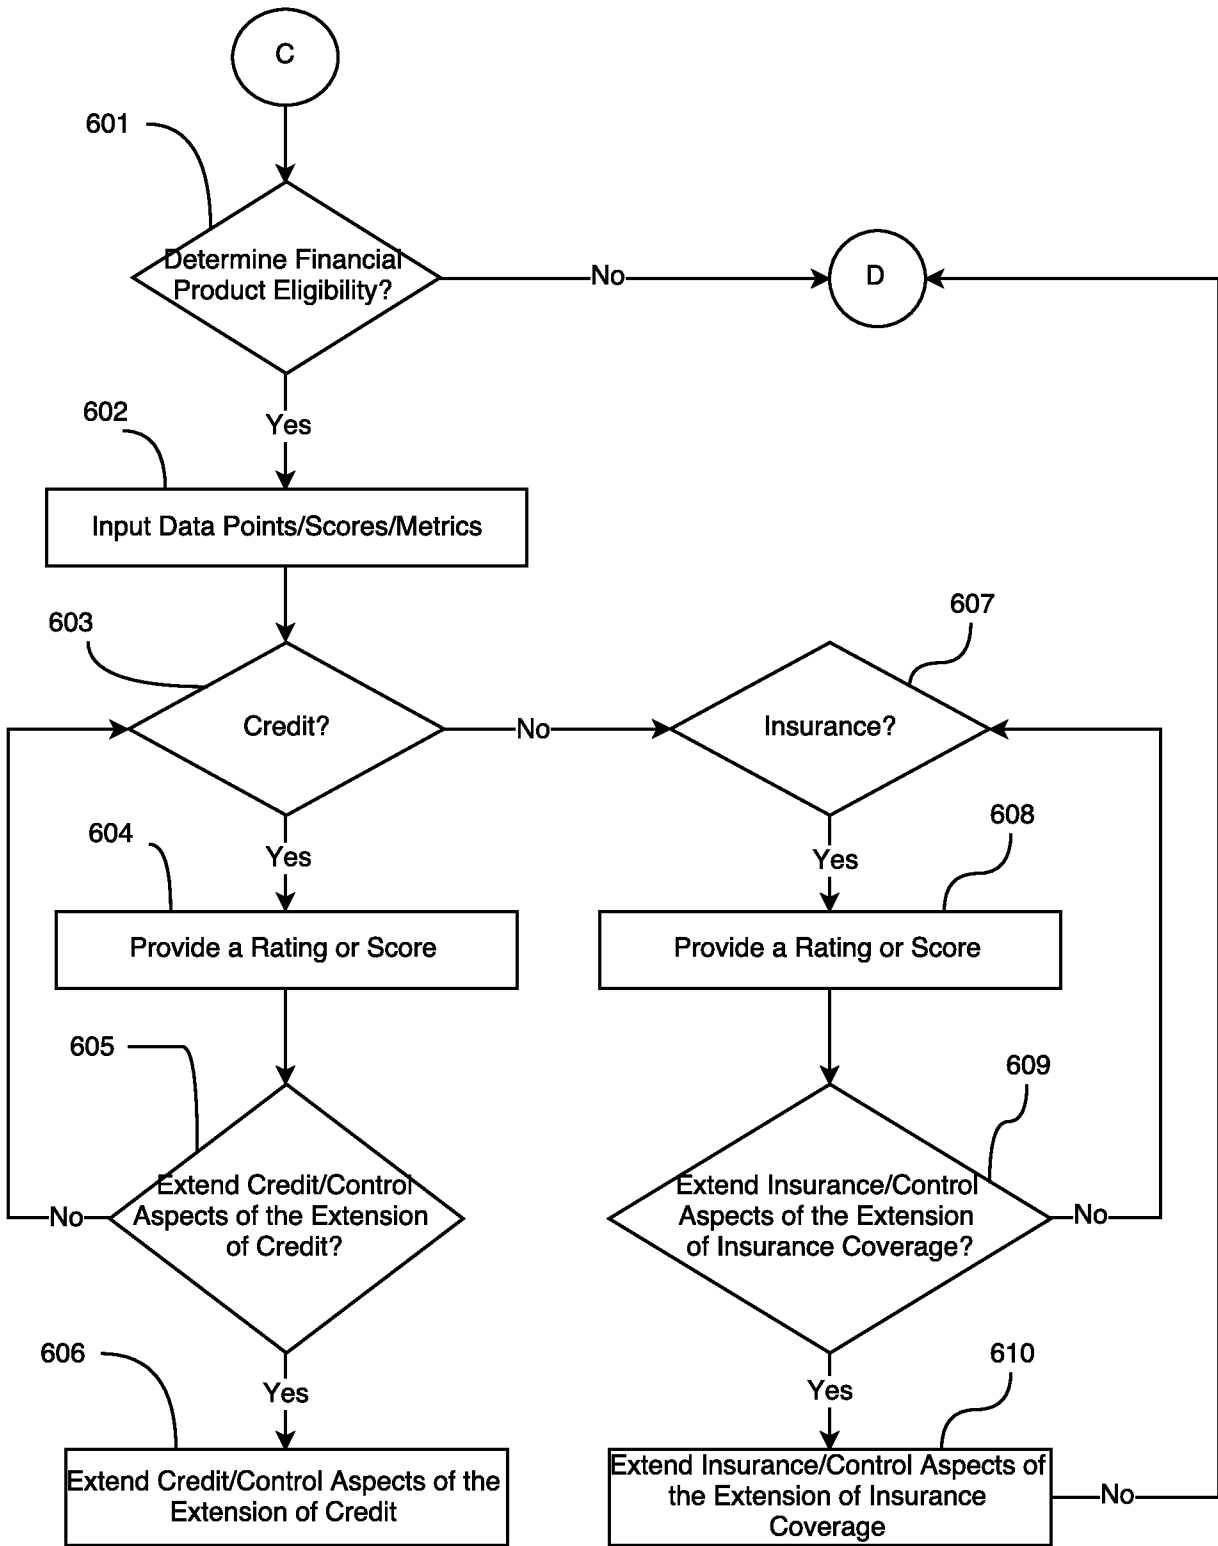 C
601
Determine Financial
Product Eligibility?
No
D
Yes
602
Input Data Points/Scores/Metrics
603
607
Credit?
No
Insurance?
604
Yes
608
Yes
Provide a Rating or Score
Provide a Rating or Score
605
609
Extend Credit/Control
Aspects of the Extension
of Credit?
No
Extend Insurance/Control
Aspects of the Extension
of Insurance Coverage?
No
606
Yes
610
Yes
Extend Credit/Control Aspects of the
Extension of Credit
Extend Insurance/Control Aspects of
the Extension of Insurance
Coverage
No